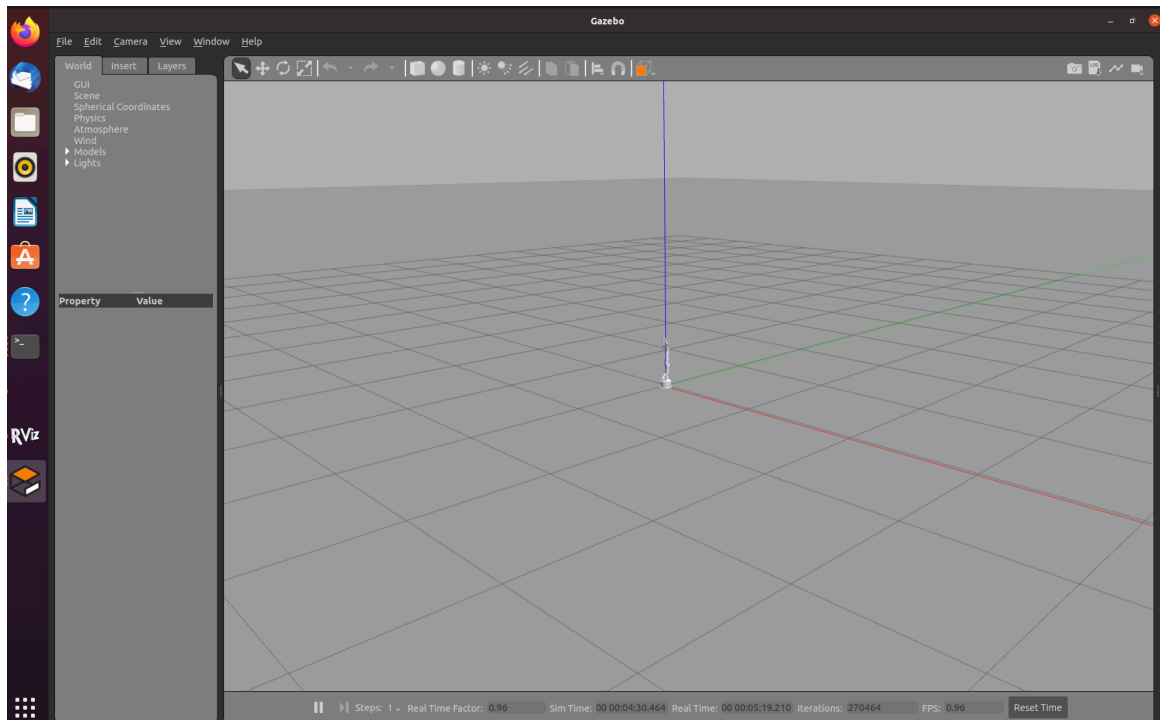 Gazebo
File Edit Camera View Window Help
World Insert Layers
GUI
Scene
Spherical Coordinates
Physics
Atmosphere
Wind
Models
Lights
Property Value
RViz
Steps: 1 Real Time Factor: 0.96 Sim Time: 00 00:04:30.464 Real Time: 00 00:05:19.210 Iterations: 270464 FPS: 0.96 Reset Time